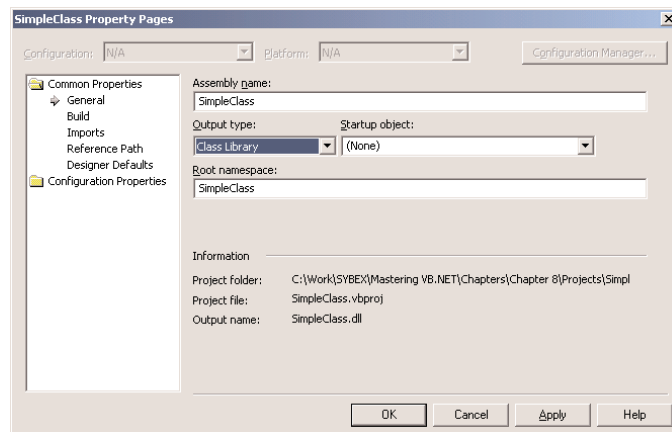 SimpleClass Property Pages
Configuration: N/A Platform: N/A Configuration Manager...
Common Properties
General
Build
Imports
Reference Path
Designer Defaults
Configuration Properties
Assembly name:
SimpleClass
Output type: Startup object:
Class Library (None)
Root namespace:
SimpleClass
Information
Project folder: C:\Work\SYBEX\Mastering VB.NET\Chapters\Chapter 8\Projects\Simpl
Project file: SimpleClass.vbproj
Output name: SimpleClass.dll
OK Cancel Apply Help